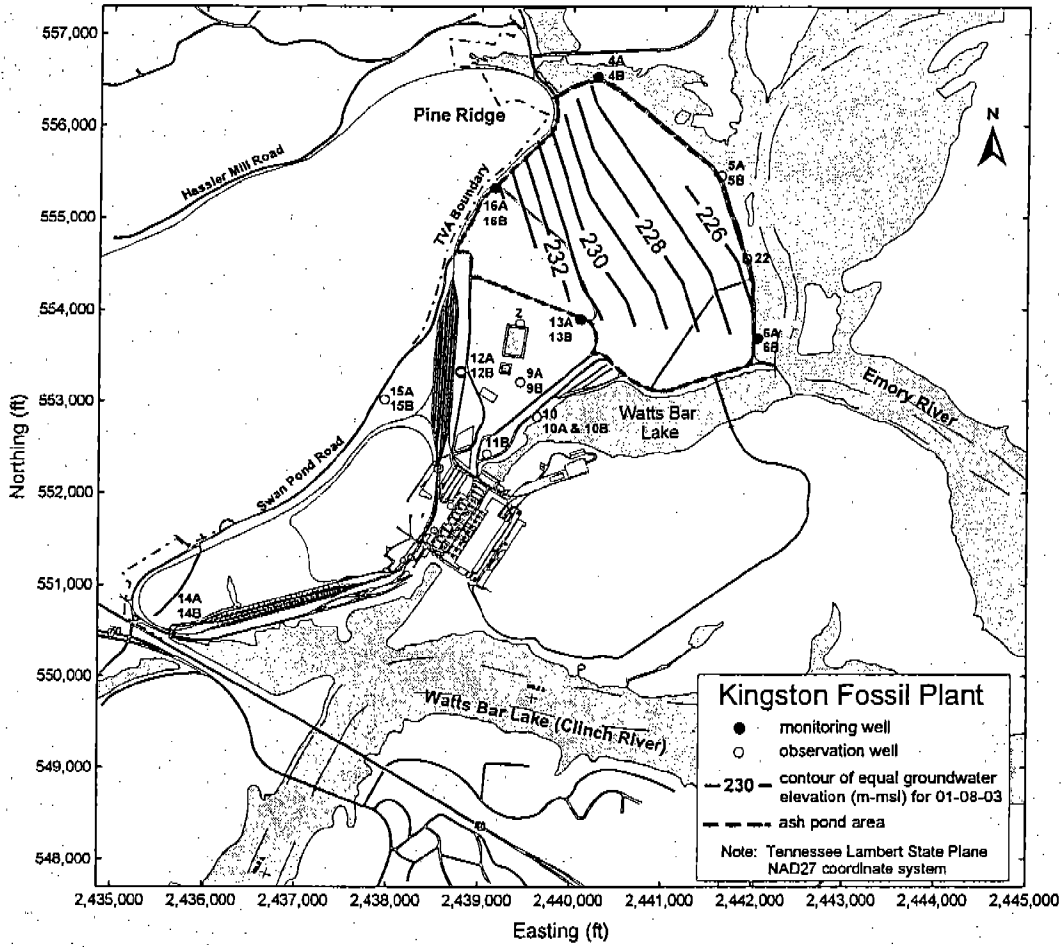 557,000
556,000
555,000
554,000
553,000
552,000
551,000
550,000
549,000
548,000
Northing (ft)
2,435,000
2,436,000
2,437,000
2,438,000
2,439,000
2,440,000
2,441,000
2,442,000
2,443,000
2,444,000
2,445,000
Easting (ft)
4A
4B
Pine Ridge
N
Hassler Mill Road
TVA Boundary
5A
5B
16A
16B
232
230
228
226
22
13A
13B
6A
6B
2
12A
12B
9A
9B
15A
15B
10
10A & 10B
11B
Watts Bar
Lake
Emory River
Swan Pond Road
14A
14B
Watts Bar Lake (Clinch River)
Kingston Fossil Plant
monitoring well
observation well
230
contour of equal groundwater
elevation (m-msl) for 01-08-03
ash pond area
Note: Tennessee Lambert State Plane
NAD27 coordinate system